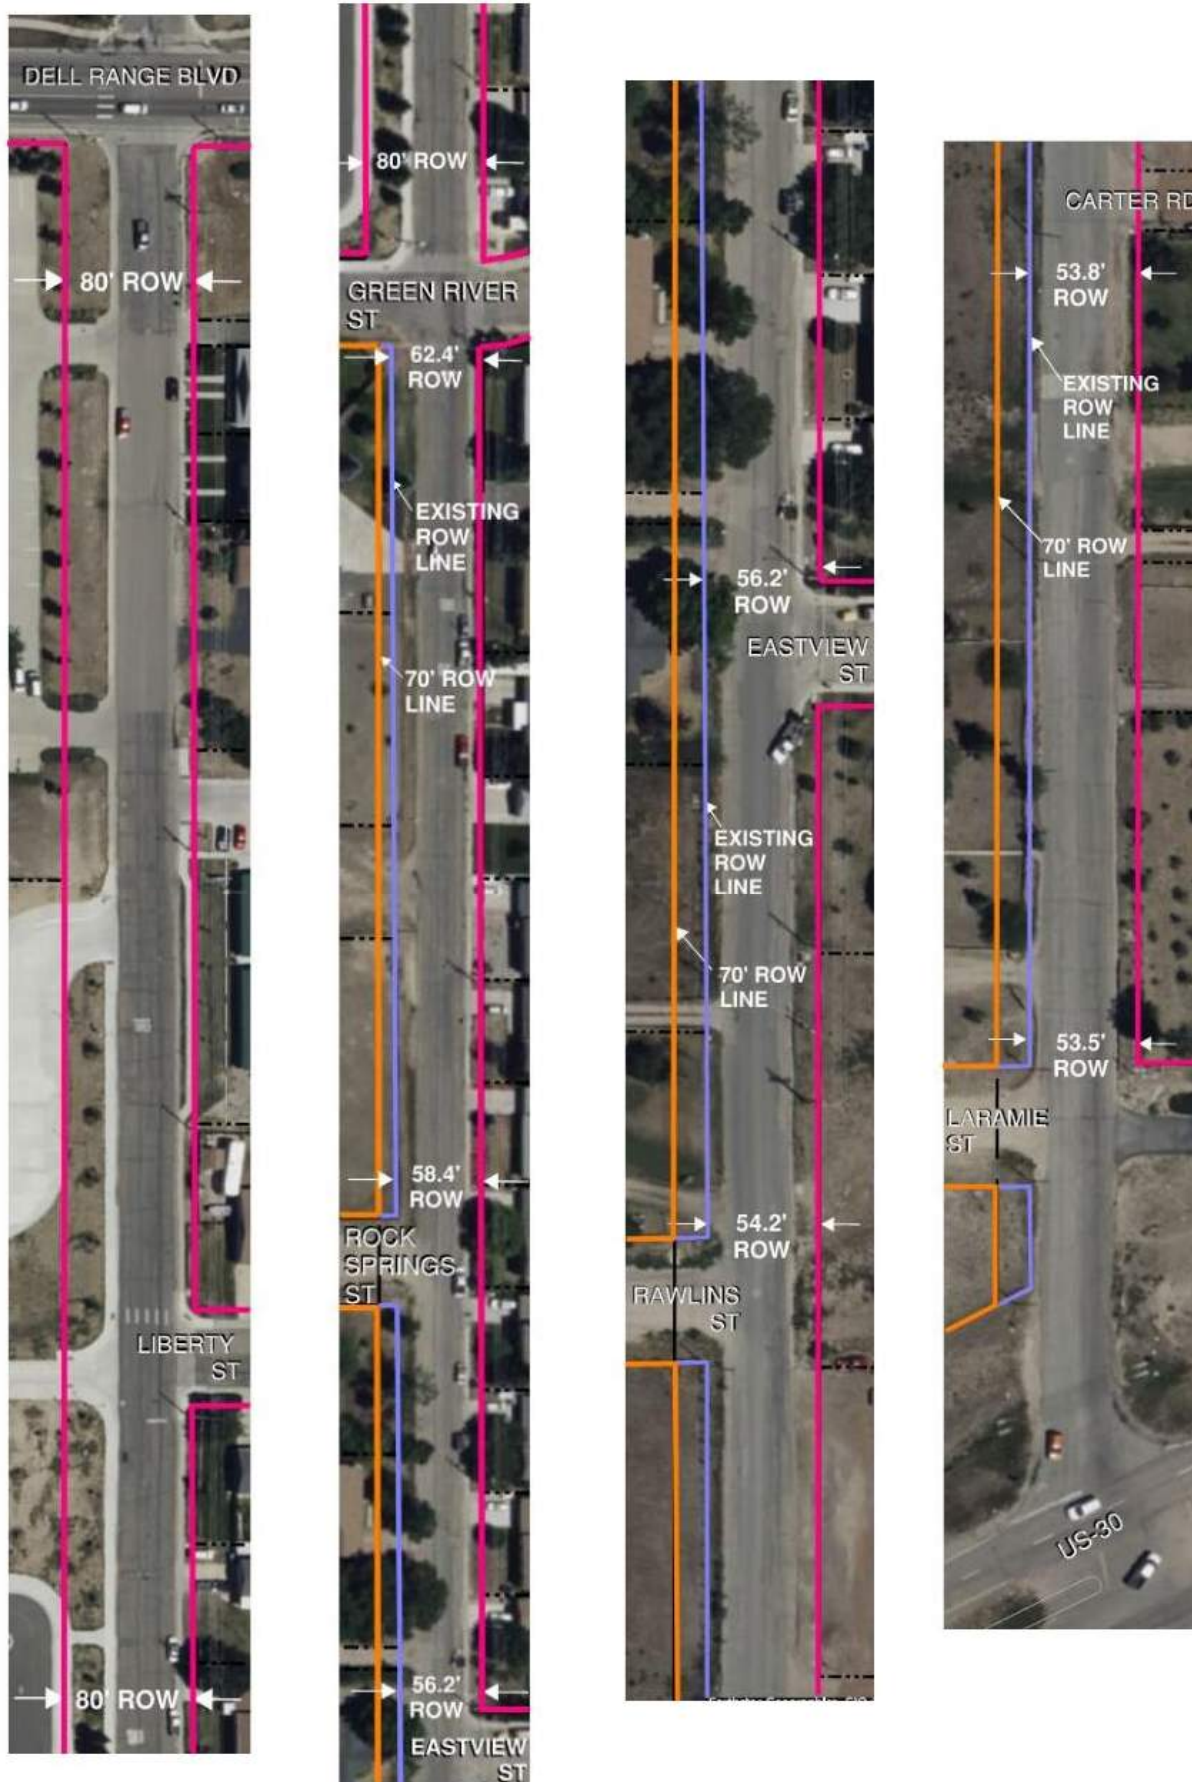 DELL RANGE BLVD
80' ROW
LIBERTY
ST
80' ROW
80' ROW
GREEN RIVER
ST
62.4'
ROW
EXISTING
ROW
LINE
70' ROW
LINE
58.4'
ROW
ROCK
SPRINGS
ST
56.2'
ROW
EASTVIEW
ST
56.2'
ROW
EASTVIEW
ST
EXISTING
ROW
LINE
70' ROW
LINE
54.2'
ROW
RAWLINS
ST
CARTER RD
53.8'
ROW
EXISTING
ROW
LINE
70' ROW
LINE
53.5'
ROW
LARAMIE
ST
US-30